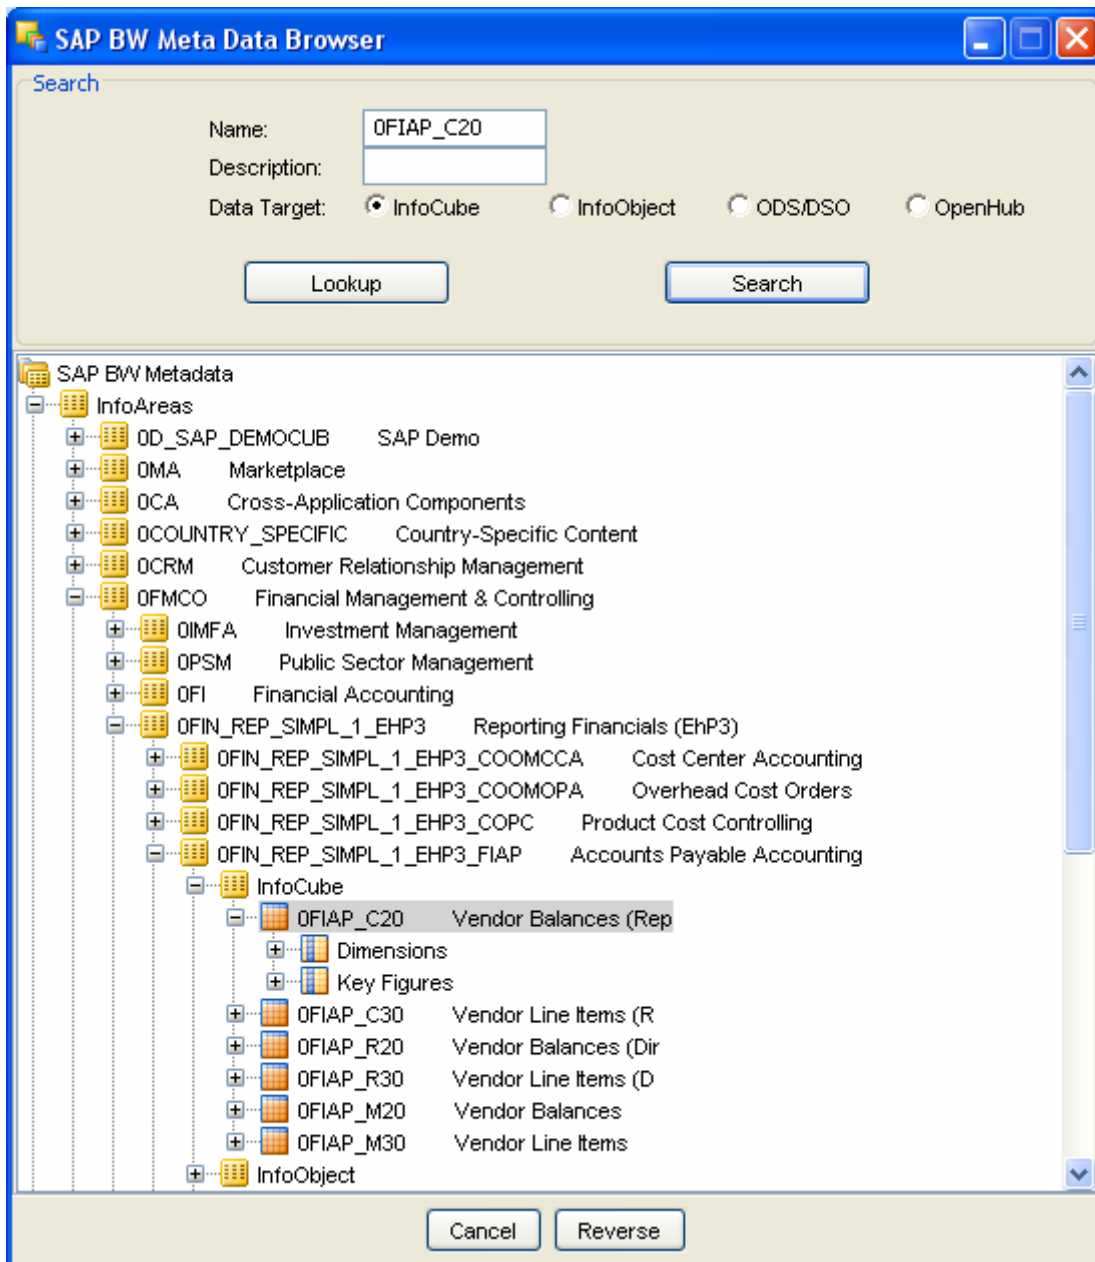 SAP BW Meta Data Browser
Search
Name: 0FIAP_C20
Description:
Data Target: InfoCube InfoObject ODS/DSO OpenHub
Lookup Search
SAP BW Metadata
InfoAreas
0D_SAP_DEMOCUB SAP Demo
0MA Marketplace
0CA Cross-Application Components
0COUNTRY_SPECIFIC Country-Specific Content
0CRM Customer Relationship Management
0FMCO Financial Management & Controlling
0IMFA Investment Management
0PSM Public Sector Management
0FI Financial Accounting
0FIN_REP_SIMPL_1_EHP3 Reporting Financials (EhP3)
0FIN_REP_SIMPL_1_EHP3_COOMCCA Cost Center Accounting
0FIN_REP_SIMPL_1_EHP3_COOMOPA Overhead Cost Orders
0FIN_REP_SIMPL_1_EHP3_COPC Product Cost Controlling
0FIN_REP_SIMPL_1_EHP3_FIAP Accounts Payable Accounting
InfoCube
0FIAP_C20 Vendor Balances (Rep
Dimensions
Key Figures
0FIAP_C30 Vendor Line Items (R
0FIAP_R20 Vendor Balances (Dir
0FIAP_R30 Vendor Line Items (D
0FIAP_M20 Vendor Balances
0FIAP_M30 Vendor Line Items
InfoObject
Cancel Reverse